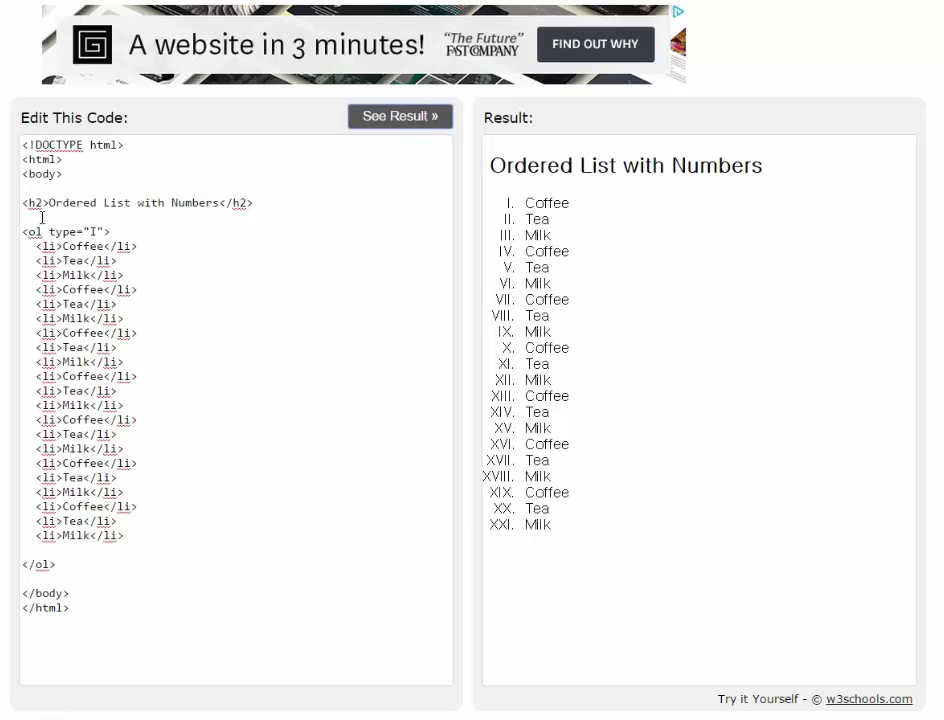 A website in 3 minutes!
"The Future"
FAST COMPANY
FIND OUT WHY
Edit This Code:
See Result »
<!DOCTYPE html>
<html>
<body>
<h2>Ordered List with Numbers</h2>
<ol type="I">
<li>Coffee</li>
<li>Tea</li>
<li>Milk</li>
<li>Coffee</li>
<li>Tea</li>
<li>Milk</li>
<li>Coffee</li>
<li>Tea</li>
<li>Milk</li>
<li>Coffee</li>
<li>Tea</li>
<li>Milk</li>
<li>Coffee</li>
<li>Tea</li>
<li>Milk</li>
<li>Coffee</li>
<li>Tea</li>
<li>Milk</li>
<li>Coffee</li>
<li>Tea</li>
<li>Milk</li>
</ol>
</body>
</html>
Result:
Ordered List with Numbers
I. Coffee
II. Tea
III. Milk
IV. Coffee
V. Tea
VI. Milk
VII. Coffee
VIII. Tea
IX. Milk
X. Coffee
XI. Tea
XII. Milk
XIII. Coffee
XIV. Tea
XV. Milk
XVI. Coffee
XVII. Tea
XVIII. Milk
XIX. Coffee
XX. Tea
XXI. Milk
Try it Yourself - © w3schools.com